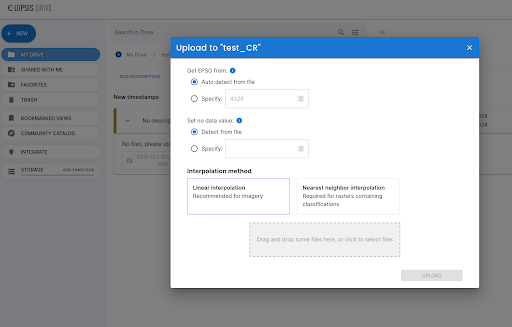 ELLIPSIS DRIVE
+ NEW
Search in Drive
MY DRIVE
SHARED WITH ME
FAVORITES
TRASH
BOOKMARKED VIEWS
COMMUNITY CATALOG
INTEGRATE
STORAGE
My Drive
ADD DESCRIPTION
New timestamps
No descrip
No files, please up
Upload to "test_CR"
Get EPSG from:
Auto detect from file
Specify: 4326
Set no data value:
Detect from file
Specify:
Interpolation method
Linear interpolation
Recommended for imagery
Nearest neighbor interpolation
Required for rasters containing
classifications
Drag and drop some files here, or click to select files
UPLOAD